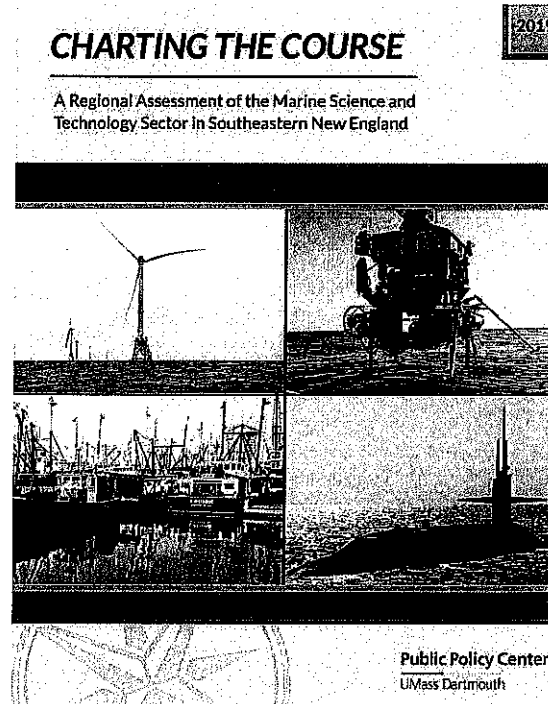 CHARTING THE COURSE
A Regional Assessment of the Marine Science and
Technology Sector in Southeastern New England
Public Policy Center
UMass Dartmouth